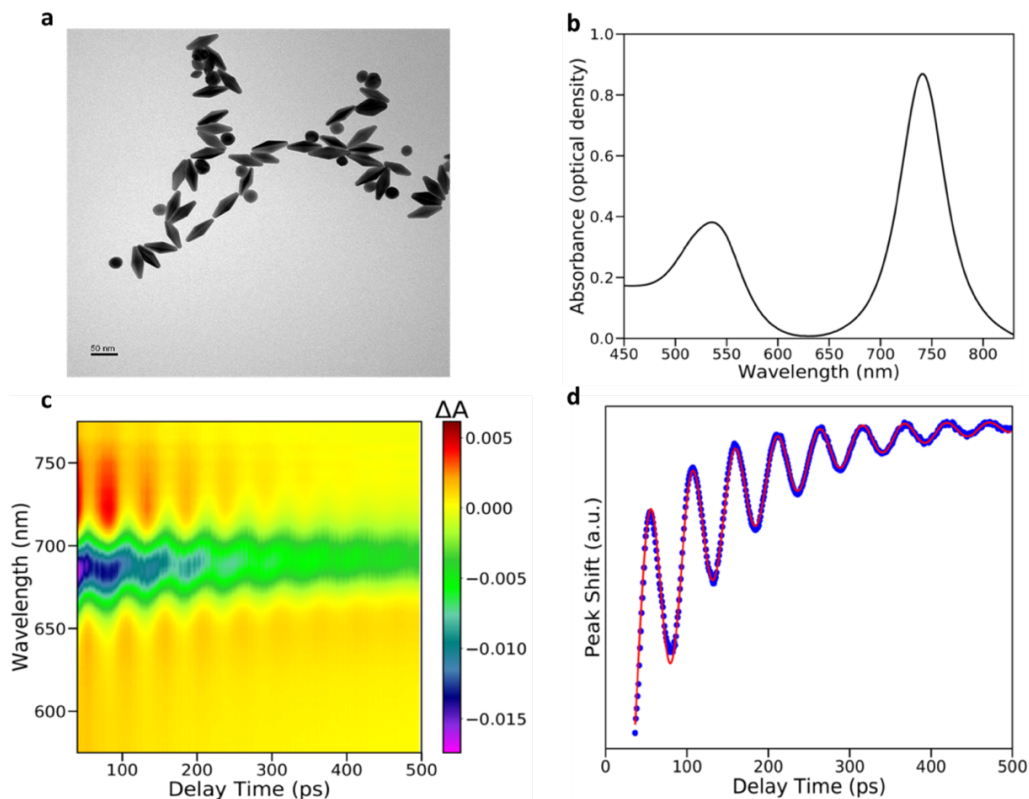 a
50 nm
b
Absorbance (optical density)
1.0
0.8
0.6
0.4
0.2
0.0
450 500 550 600 650 700 750 800
Wavelength (nm)
c
Wavelength (nm)
750
700
650
600
100 200 300 400 500
Delay Time (ps)
ΔA
0.005
0.000
−0.005
−0.010
−0.015
d
Peak Shift (a.u.)
0 100 200 300 400 500
Delay Time (ps)